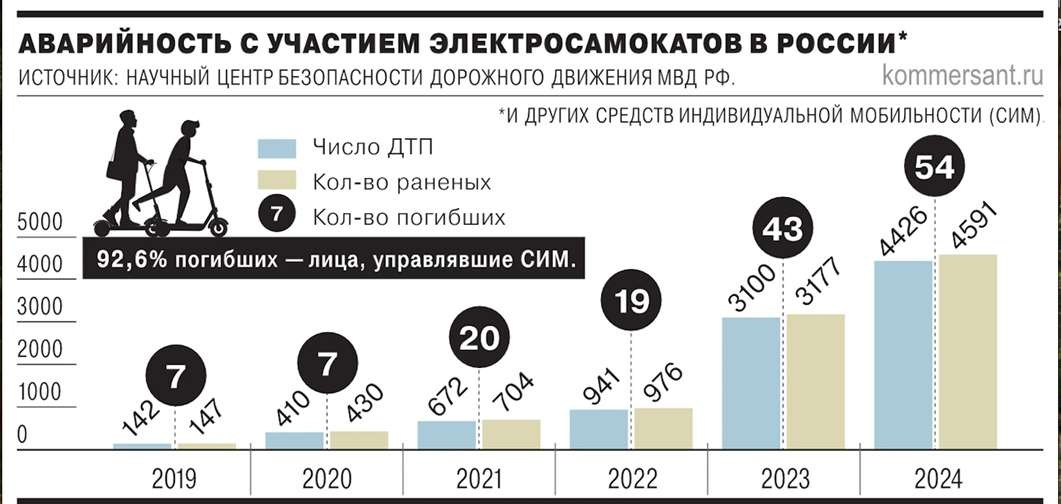 АВАРИЙНОСТЬ С УЧАСТИЕМ ЭЛЕКТРОСАМОКАТОВ В РОССИИ*
ИСТОЧНИК: НАУЧНЫЙ ЦЕНТР БЕЗОПАСНОСТИ ДОРОЖНОГО ДВИЖЕНИЯ МВД РФ.
kommersant.ru
*И ДРУГИХ СРЕДСТВ ИНДИВИДУАЛЬНОЙ МОБИЛЬНОСТИ (СИМ).
Число ДТП
Кол-во раненых
7 Кол-во погибших
92,6% погибших — лица, управлявшие СИМ.
5000
4000
3000
2000
1000
0
7
142 147
7
410 430
20
672 704
19
941 976
43
3100 3177
54
4426 4591
2019 2020 2021 2022 2023 2024